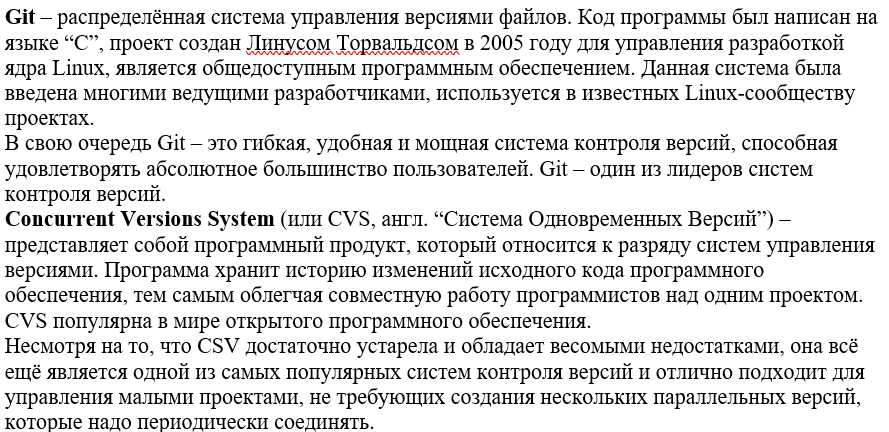 Git – распределённая система управления версиями файлов. Код программы был написан на
языке “C”, проект создан Линусом Торвальдсом в 2005 году для управления разработкой
ядра Linux, является общедоступным программным обеспечением. Данная система была
введена многими ведущими разработчиками, используется в известных Linux-сообществу
проектах.
В свою очередь Git – это гибкая, удобная и мощная система контроля версий, способная
удовлетворять абсолютное большинство пользователей. Git – один из лидеров систем
контроля версий.
Concurrent Versions System (или CVS, англ. “Система Одновременных Версий”) –
представляет собой программный продукт, который относится к разряду систем управления
версиями. Программа хранит историю изменений исходного кода программного
обеспечения, тем самым облегчая совместную работу программистов над одним проектом.
CVS популярна в мире открытого программного обеспечения.
Несмотря на то, что CSV достаточно устарела и обладает весомыми недостатками, она всё
ещё является одной из самых популярных систем контроля версий и отлично подходит для
управления малыми проектами, не требующих создания нескольких параллельных версий,
которые надо периодически соединять.